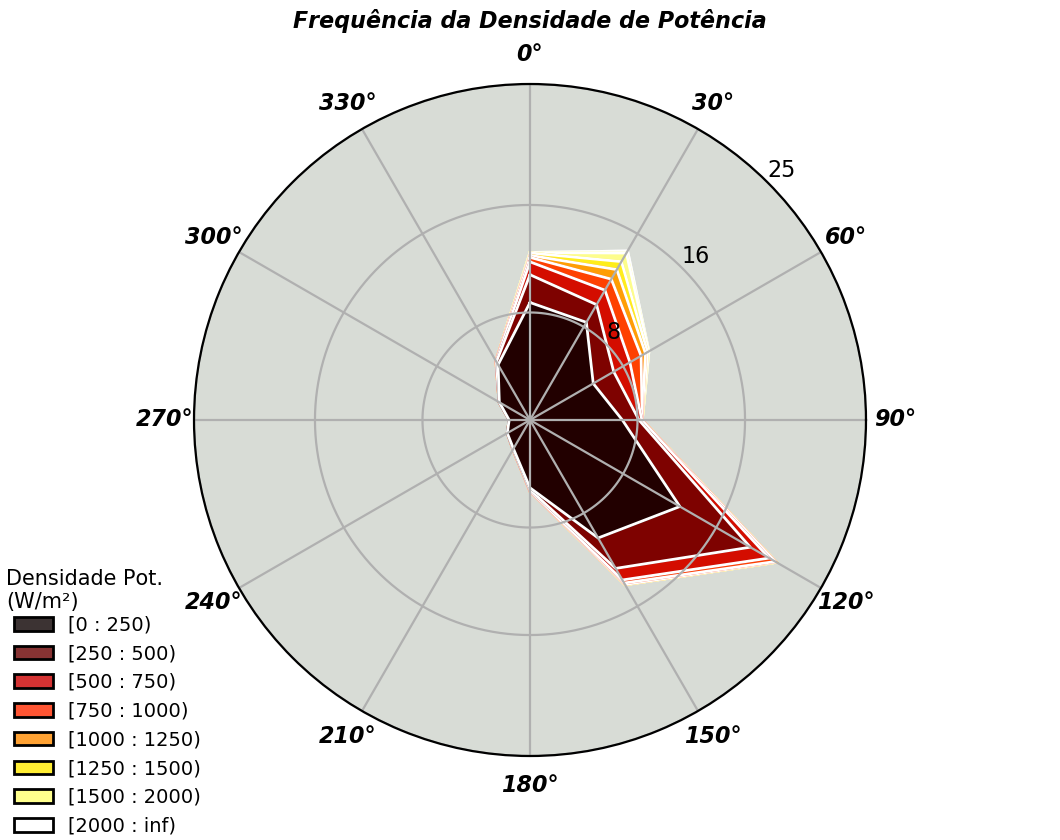 Frequência da Densidade de Potência
0°
330°
30°
25
300°
60°
16
8
270°
90°
240°
120°
210°
150°
180°
Densidade Pot.
(W/m²)
[0 : 250)
[250 : 500)
[500 : 750)
[750 : 1000)
[1000 : 1250)
[1250 : 1500)
[1500 : 2000)
[2000 : inf)